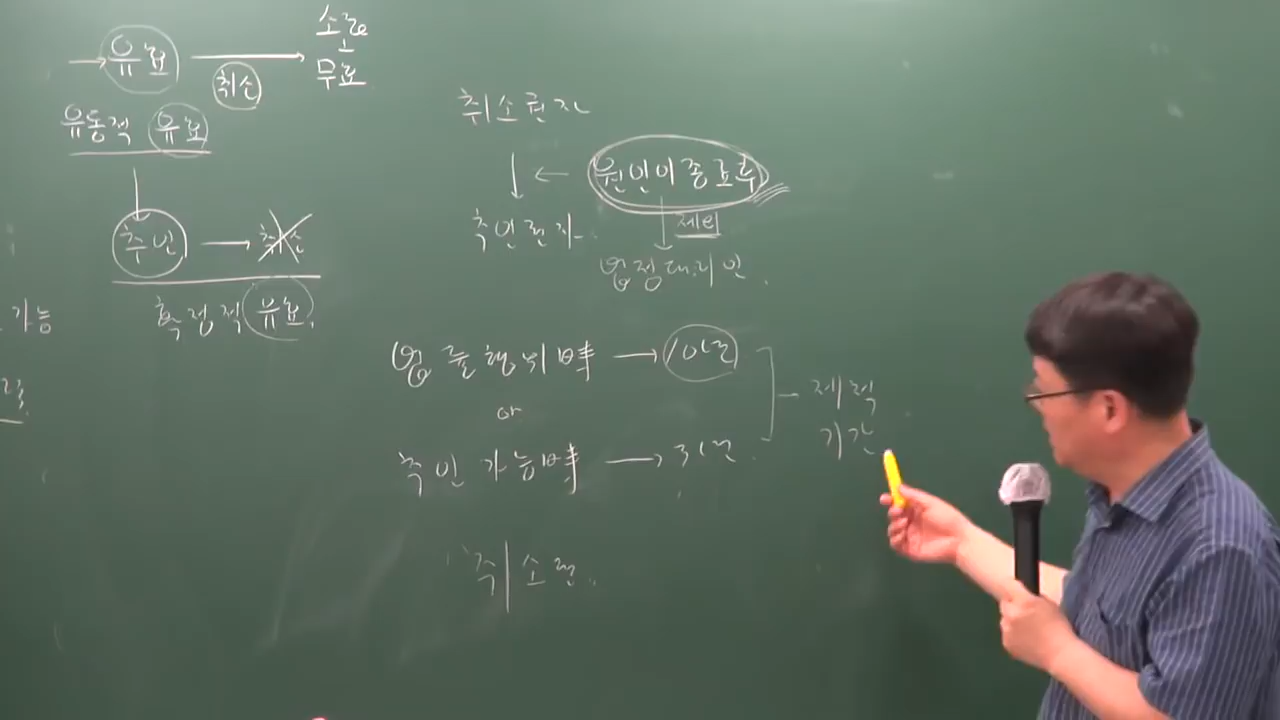 → 유효 → 소급 무효
취소
유동적 유효
추인 → 취소
확정적 유효.
취소권자
← 원인이 종료후
추인권자
제외
법정대리인.
법률행위時 → 10년
or
추인 가능時 → 3년.
제척
기간
취소권.
가능